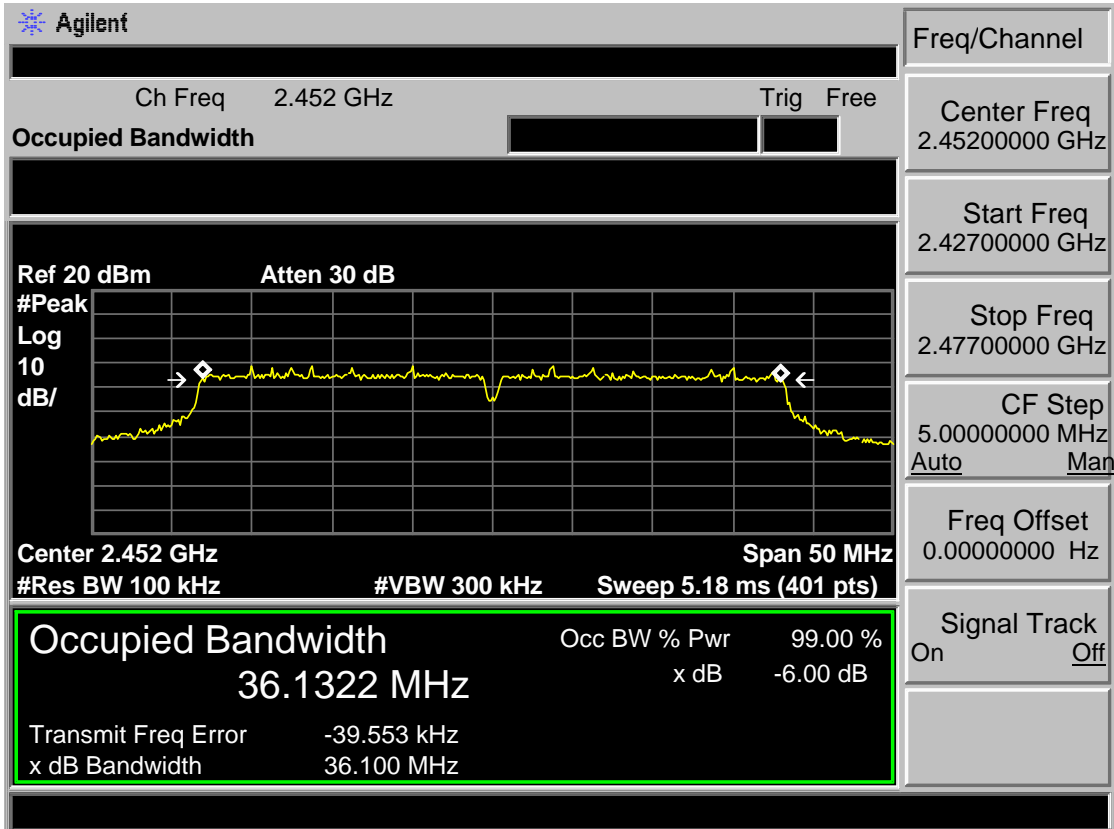 Agilent
Ch Freq 2.452 GHz Trig Free
Occupied Bandwidth
Ref 20 dBm Atten 30 dB
#Peak
Log
10
dB/
Center 2.452 GHz Span 50 MHz
#Res BW 100 kHz #VBW 300 kHz Sweep 5.18 ms (401 pts)
Occupied Bandwidth
36.1322 MHz
Occ BW % Pwr 99.00 %
x dB -6.00 dB
Transmit Freq Error -39.553 kHz
x dB Bandwidth 36.100 MHz
Freq/Channel
Center Freq
2.45200000 GHz
Start Freq
2.42700000 GHz
Stop Freq
2.47700000 GHz
CF Step
5.00000000 MHz
Auto Man
Freq Offset
0.00000000 Hz
Signal Track
On Off